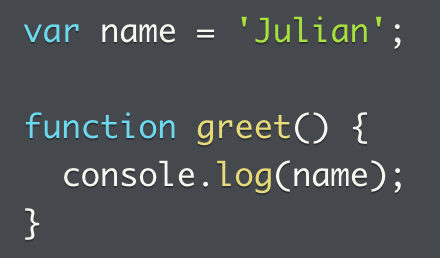 var name = 'Julian';

function greet() {
  console.log(name);
}